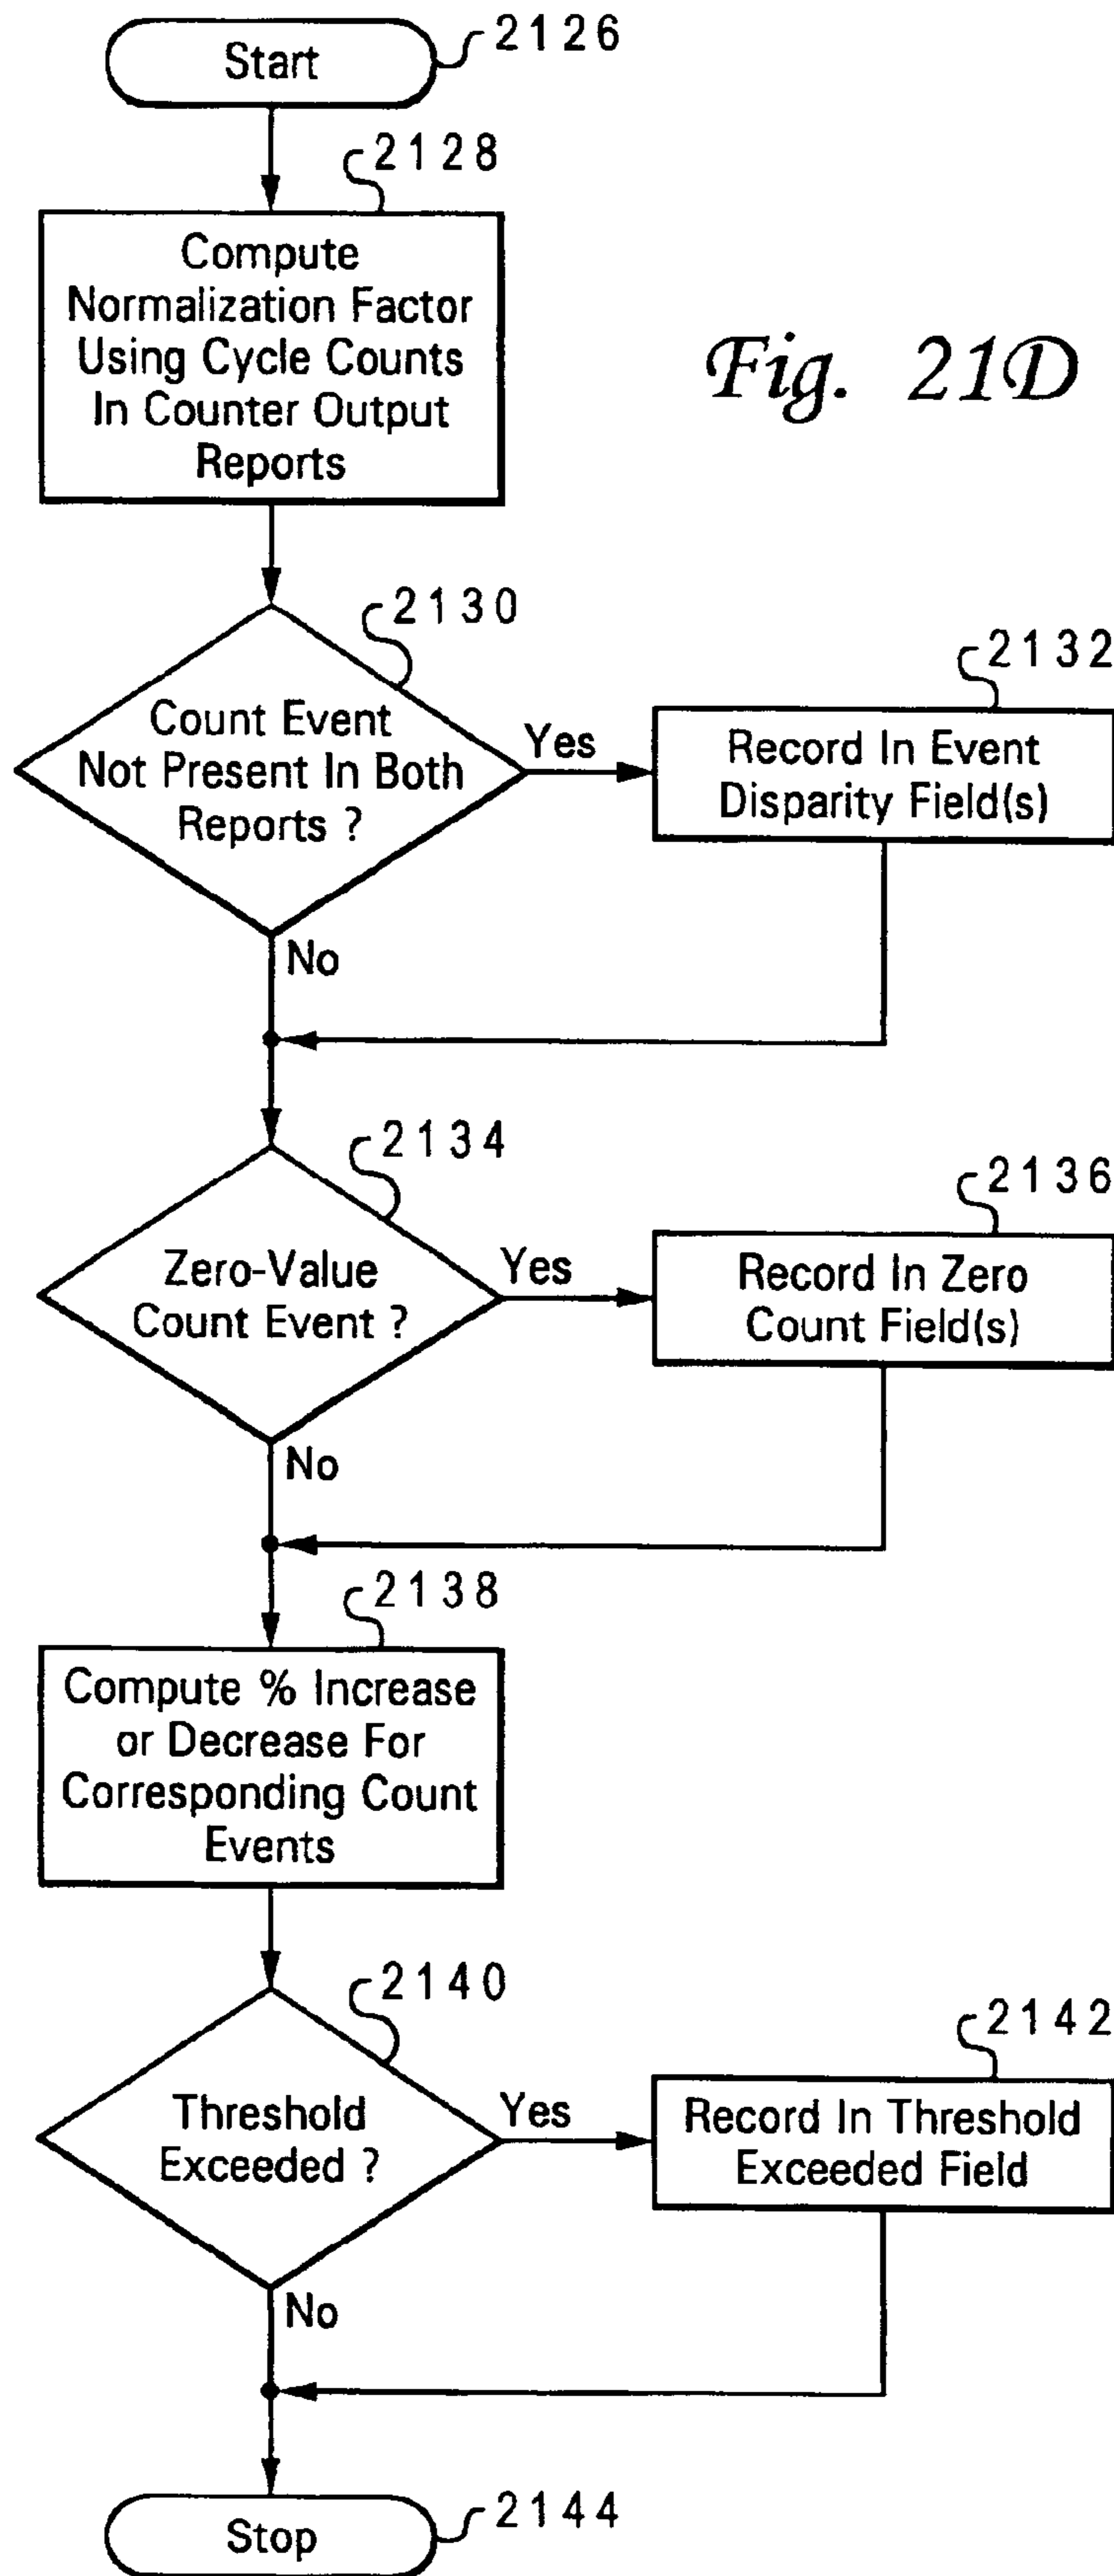 Start
2126
2128
Compute
Normalization Factor
Using Cycle Counts
In Counter Output
Reports
Fig. 21D
2130
Count Event
Not Present In Both
Reports ?
Yes
2132
Record In Event
Disparity Field(s)
No
2134
Zero-Value
Count Event ?
Yes
2136
Record In Zero
Count Field(s)
No
2138
Compute % Increase
or Decrease For
Corresponding Count
Events
2140
Threshold
Exceeded ?
Yes
2142
Record In Threshold
Exceeded Field
No
Stop
2144